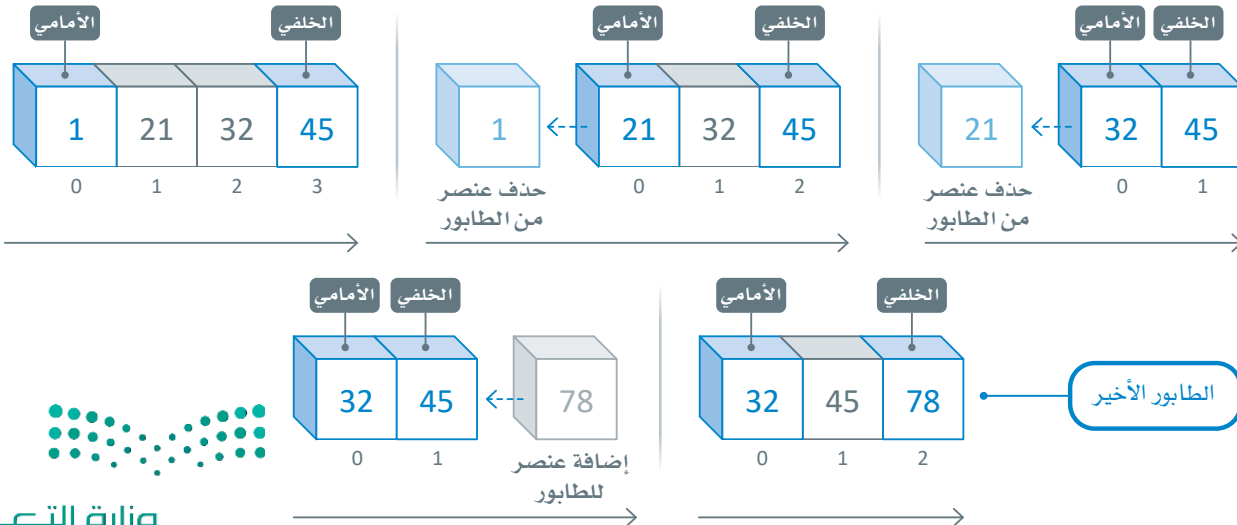 الأمامي
الخلفي
1 21 32 45
0 1 2 3
الأمامي
الخلفي
1 21 32 45
0 1 2
حذف عنصر
من الطابور
الأمامي
الخلفي
21 32 45
0 1
حذف عنصر
من الطابور
الأمامي
الخلفي
32 45 78
0 1
إضافة عنصر
للطابور
الأمامي
الخلفي
32 45 78
0 1 2
الطابور الأخير
وزارة